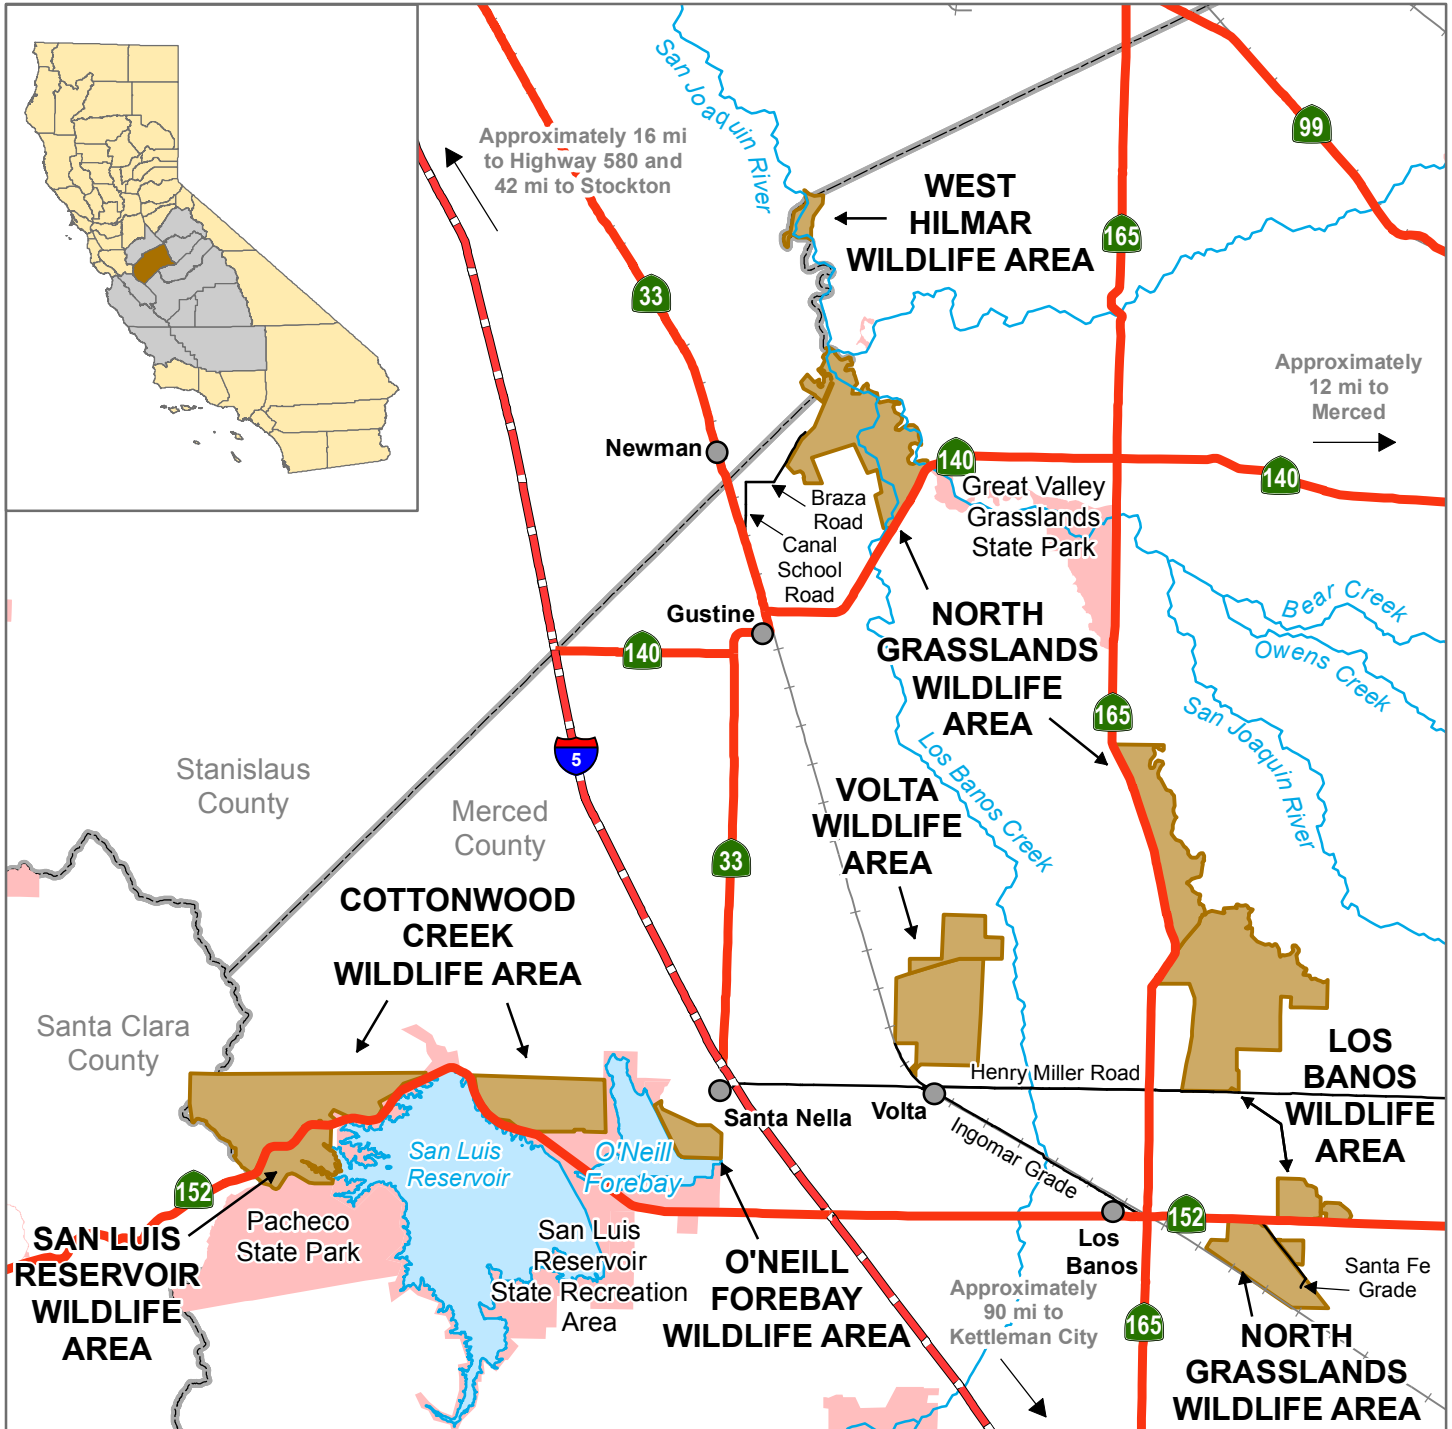 San Joaquin River
Approximately 16 mi
to Highway 580 and
42 mi to Stockton
99
WEST
HILMAR
WILDLIFE AREA
165
33
Approximately
12 mi to
Merced
Newman
140
140
Great Valley
Grasslands
State Park
Braza
Road
Canal
School
Road
Bear Creek
Owens Creek
Gustine
NORTH
GRASSLANDS
WILDLIFE
AREA
140
165
San Joaquin River
5
Los Banos Creek
Stanislaus
County
Merced
County
VOLTA
WILDLIFE
AREA
33
COTTONWOOD
CREEK
WILDLIFE AREA
Santa Clara
County
LOS
BANOS
WILDLIFE
AREA
Henry Miller Road
Santa Nella
Volta
Ingomar Grade
San Luis
Reservoir
O'Neill
Forebay
152
152
Pacheco
State Park
San Luis
Reservoir
State Recreation
Area
SAN LUIS
RESERVOIR
WILDLIFE
AREA
O'NEILL
FOREBAY
WILDLIFE AREA
Los
Banos
Santa Fe
Grade
Approximately
90 mi to
Kettleman City
165
NORTH
GRASSLANDS
WILDLIFE AREA